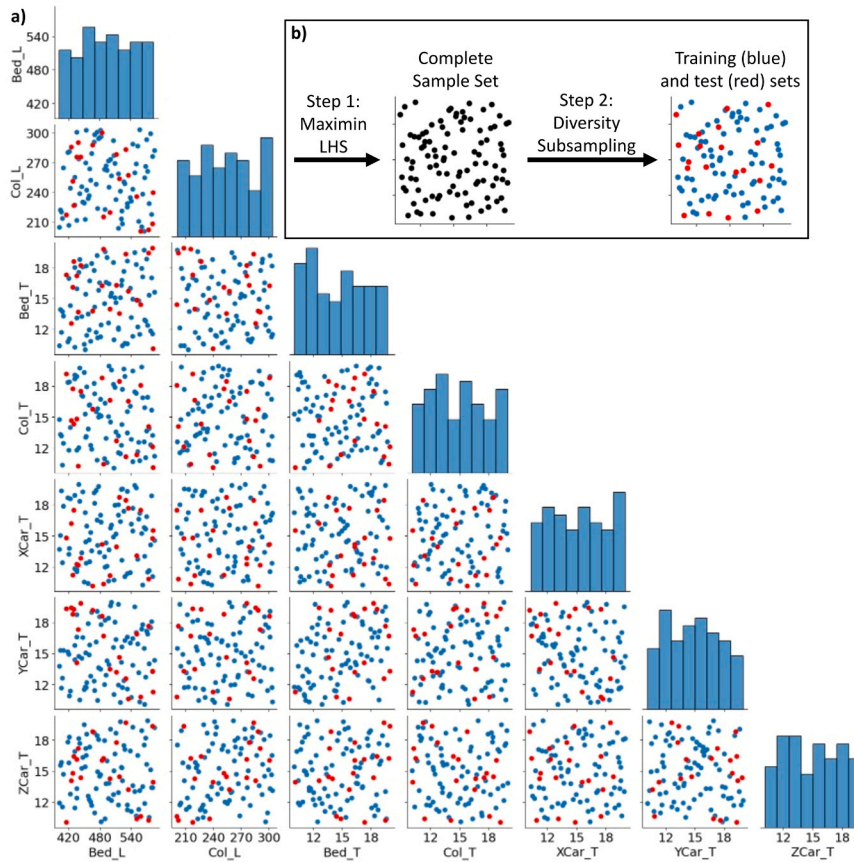 a)
b)
Complete
Sample Set
Training (blue)
and test (red) sets
Step 1:
Maximin
LHS
Step 2:
Diversity
Subsampling
Bed_L
540
480
420
Col_L
300
270
240
210
Bed_T
18
15
12
Col_T
18
15
12
XCar_T
18
15
12
YCar_T
18
15
12
ZCar_T
18
15
12
420 480 540
210 240 270 300
12 15 18
12 15 18
12 15 18
12 15 18
12 15 18
Bed_L
Col_L
Bed_T
Col_T
XCar_T
YCar_T
ZCar_T